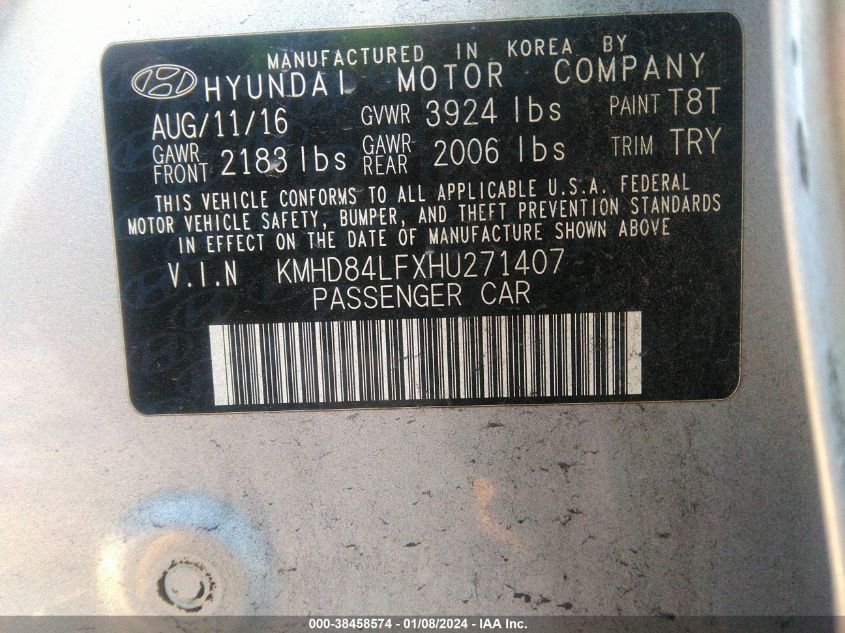 MANUFACTURED IN KOREA BY
HYUNDAI MOTOR COMPANY
AUG/11/16 GVWR 3924 lbs PAINT T8T
GAWR FRONT 2183 lbs GAWR REAR 2006 lbs TRIM TRY
THIS VEHICLE CONFORMS TO ALL APPLICABLE U.S.A. FEDERAL
MOTOR VEHICLE SAFETY, BUMPER, AND THEFT PREVENTION STANDARDS
IN EFFECT ON THE DATE OF MANUFACTURE SHOWN ABOVE
V.I.N KMHD84LFXHU271407
PASSENGER CAR
000-38458574 - 01/08/2024 - IAA Inc.